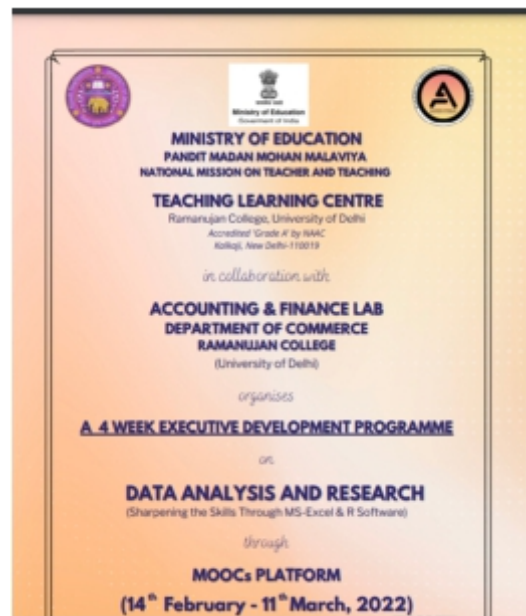 Ministry of Education
Government of India
MINISTRY OF EDUCATION
PANDIT MADAN MOHAN MALAVIYA
NATIONAL MISSION ON TEACHER AND TEACHING
TEACHING LEARNING CENTRE
Ramanujan College, University of Delhi
Accredited 'Grade A' by NAAC
Kalkaji, New Delhi-110019
in collaboration with
ACCOUNTING & FINANCE LAB
DEPARTMENT OF COMMERCE
RAMANUJAN COLLEGE
(University of Delhi)
organises
A 4 WEEK EXECUTIVE DEVELOPMENT PROGRAMME
on
DATA ANALYSIS AND RESEARCH
(Sharpening the Skills Through MS-Excel & R Software)
through
MOOCs PLATFORM
(14th February - 11th March, 2022)